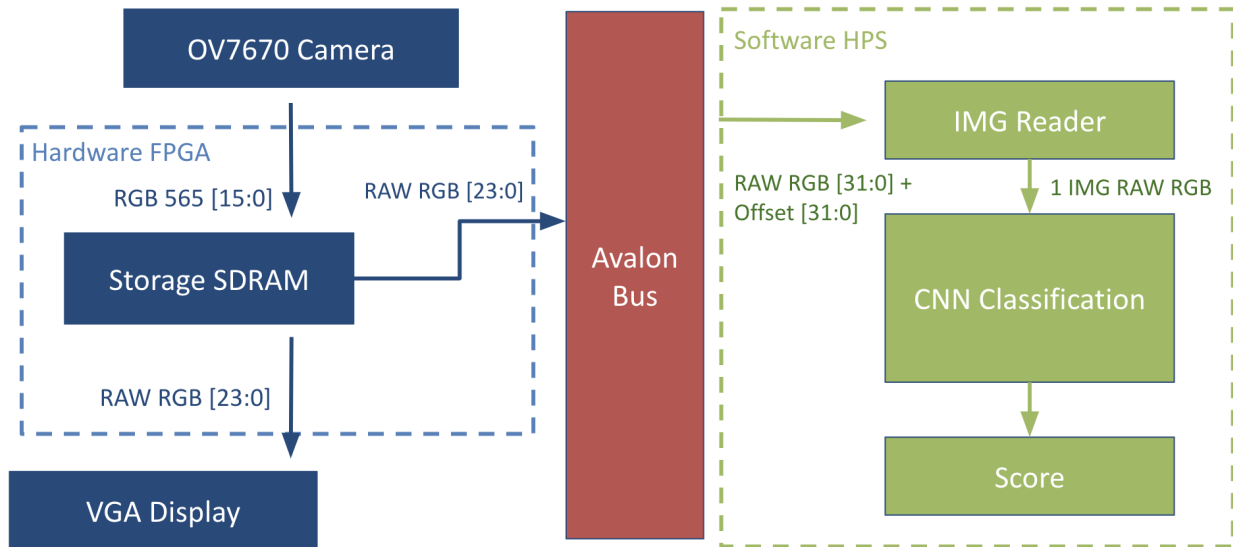 OV7670 Camera
Hardware FPGA
RGB 565 [15:0]
RAW RGB [23:0]
Storage SDRAM
RAW RGB [23:0]
VGA Display
Avalon
Bus
Software HPS
IMG Reader
RAW RGB [31:0] +
Offset [31:0]
1 IMG RAW RGB
CNN Classification
Score